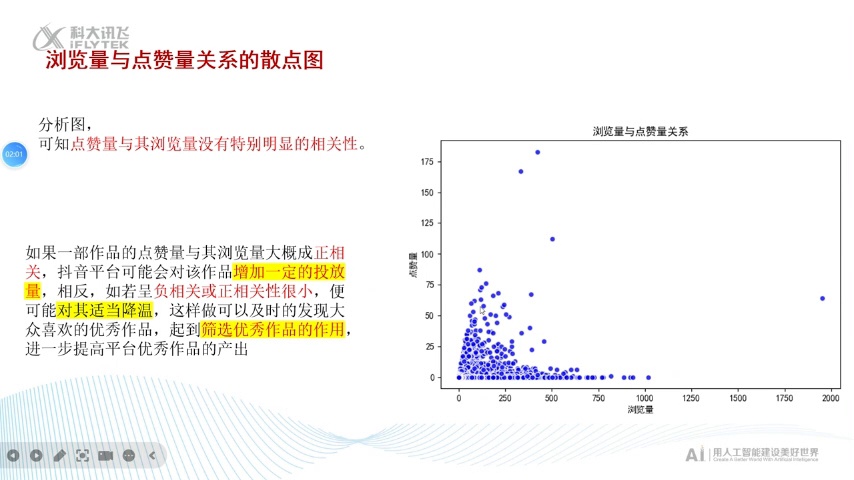 科大讯飞
iFLYTEK
浏览量与点赞量关系的散点图
分析图，
可知点赞量与其浏览量没有特别明显的相关性。
02:01
如果一部作品的点赞量与其浏览量大概成正相
关，抖音平台可能会对该作品增加一定的投放
量，相反，如若呈负相关或正相关性很小，便
可能对其适当降温，这样做可以及时的发现大
众喜欢的优秀作品，起到筛选优秀作品的作用，
进一步提高平台优秀作品的产出
浏览量与点赞量关系
点赞量
175
150
125
100
75
50
25
0
0 250 500 750 1000 1250 1500 1750 2000
浏览量
AI 用人工智能建设美好世界
Create A Better World With Artificial Intelligence